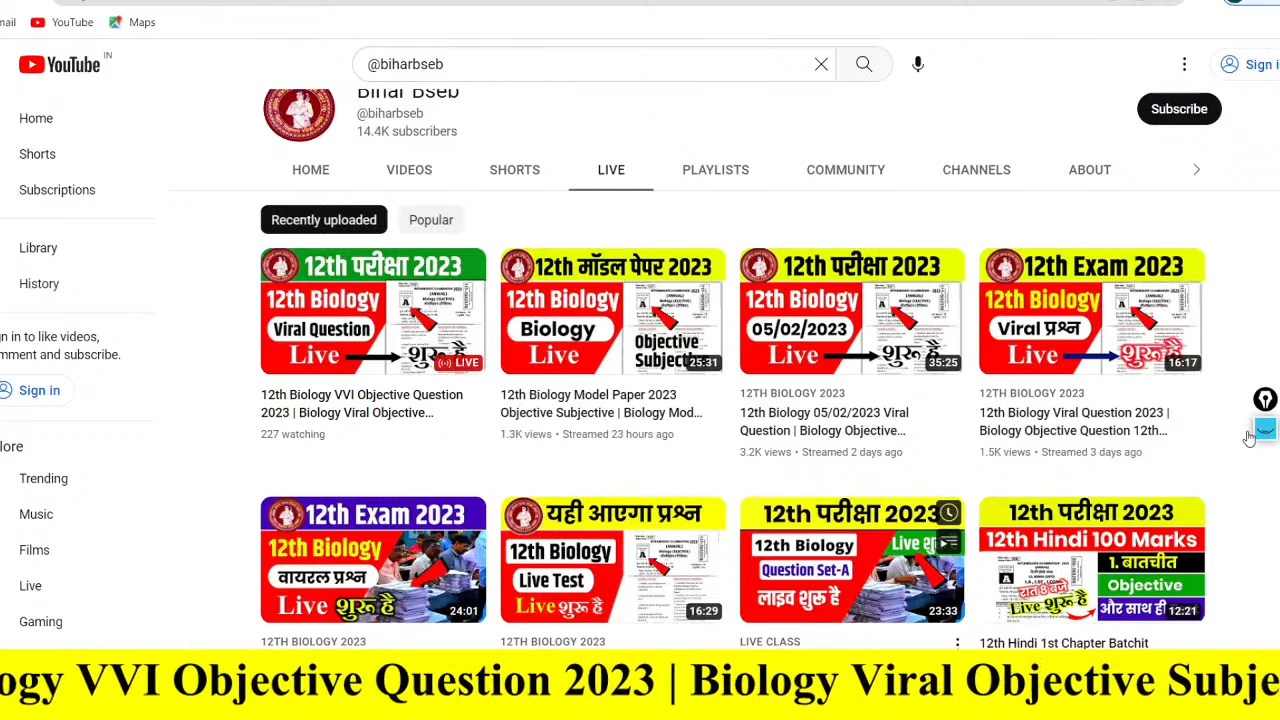 mail YouTube Maps
YouTube IN
@biharbseb
Sign i
Home
Shorts
Subscriptions
Library
History
gn in to like videos,
mment and subscribe.
Sign in
lore
Trending
Music
Films
Live
Gaming
Bihar Bseb
@biharbseb
14.4K subscribers
Subscribe
HOME VIDEOS SHORTS LIVE PLAYLISTS COMMUNITY CHANNELS ABOUT
Recently uploaded Popular
12th परीक्षा 2023
12th Biology
Viral Question
Live
शुरू है
LIVE
12th Biology VVI Objective Question
2023 | Biology Viral Objective…
227 watching
12th मॉडल पेपर 2023
12th Biology
Biology
Live
Objective
Subject
25:31
12th Biology Model Paper 2023
Objective Subjective | Biology Mod…
1.3K views • Streamed 23 hours ago
12th परीक्षा 2023
12th Biology
05/02/2023
Live
शुरू है
35:25
12TH BIOLOGY 2023
12th Biology 05/02/2023 Viral
Question | Biology Objective…
3.2K views • Streamed 2 days ago
12th Exam 2023
12th Biology
Viral प्रश्न
Live
शुरू है
16:17
12TH BIOLOGY 2023
12th Biology Viral Question 2023 |
Biology Objective Question 12th…
1.5K views • Streamed 3 days ago
12th Exam 2023
12th Biology
वायरल प्रश्न
Live शुरू है
24:01
12TH BIOLOGY 2023
यही आएगा प्रश्न
12th Biology
Live Test
Live शुरू है
16:29
12TH BIOLOGY 2023
12th परीक्षा 2023
12th Biology
Live शु
Question Set-A
लाइव शुरू है
23:33
LIVE CLASS
12th परीक्षा 2023
12th Hindi 100 Marks
1. बातचीत
Objective
और साथ ही
Live शुरू है
12:21
12th Hindi 1st Chapter Batchit
ogy VVI Objective Question 2023 | Biology Viral Objective Subje